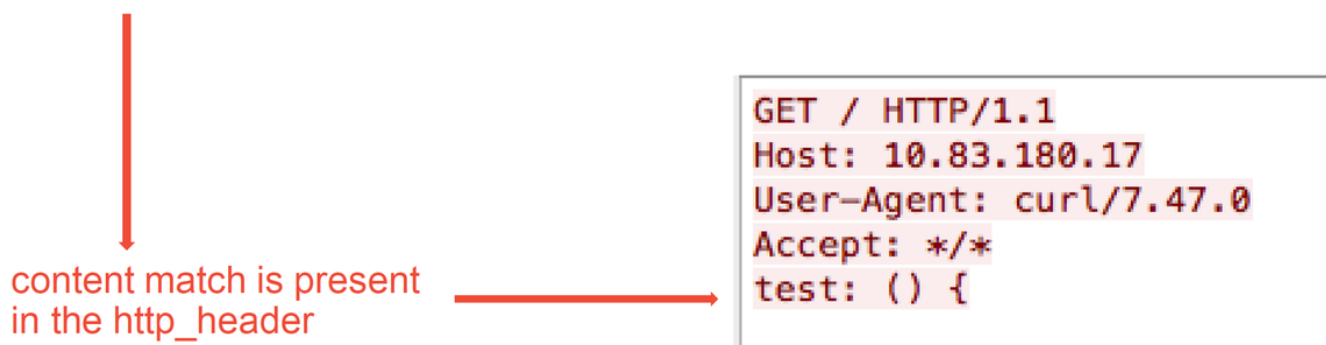 content match is present
in the http_header
GET / HTTP/1.1
Host: 10.83.180.17
User-Agent: curl/7.47.0
Accept: */*
test: () {